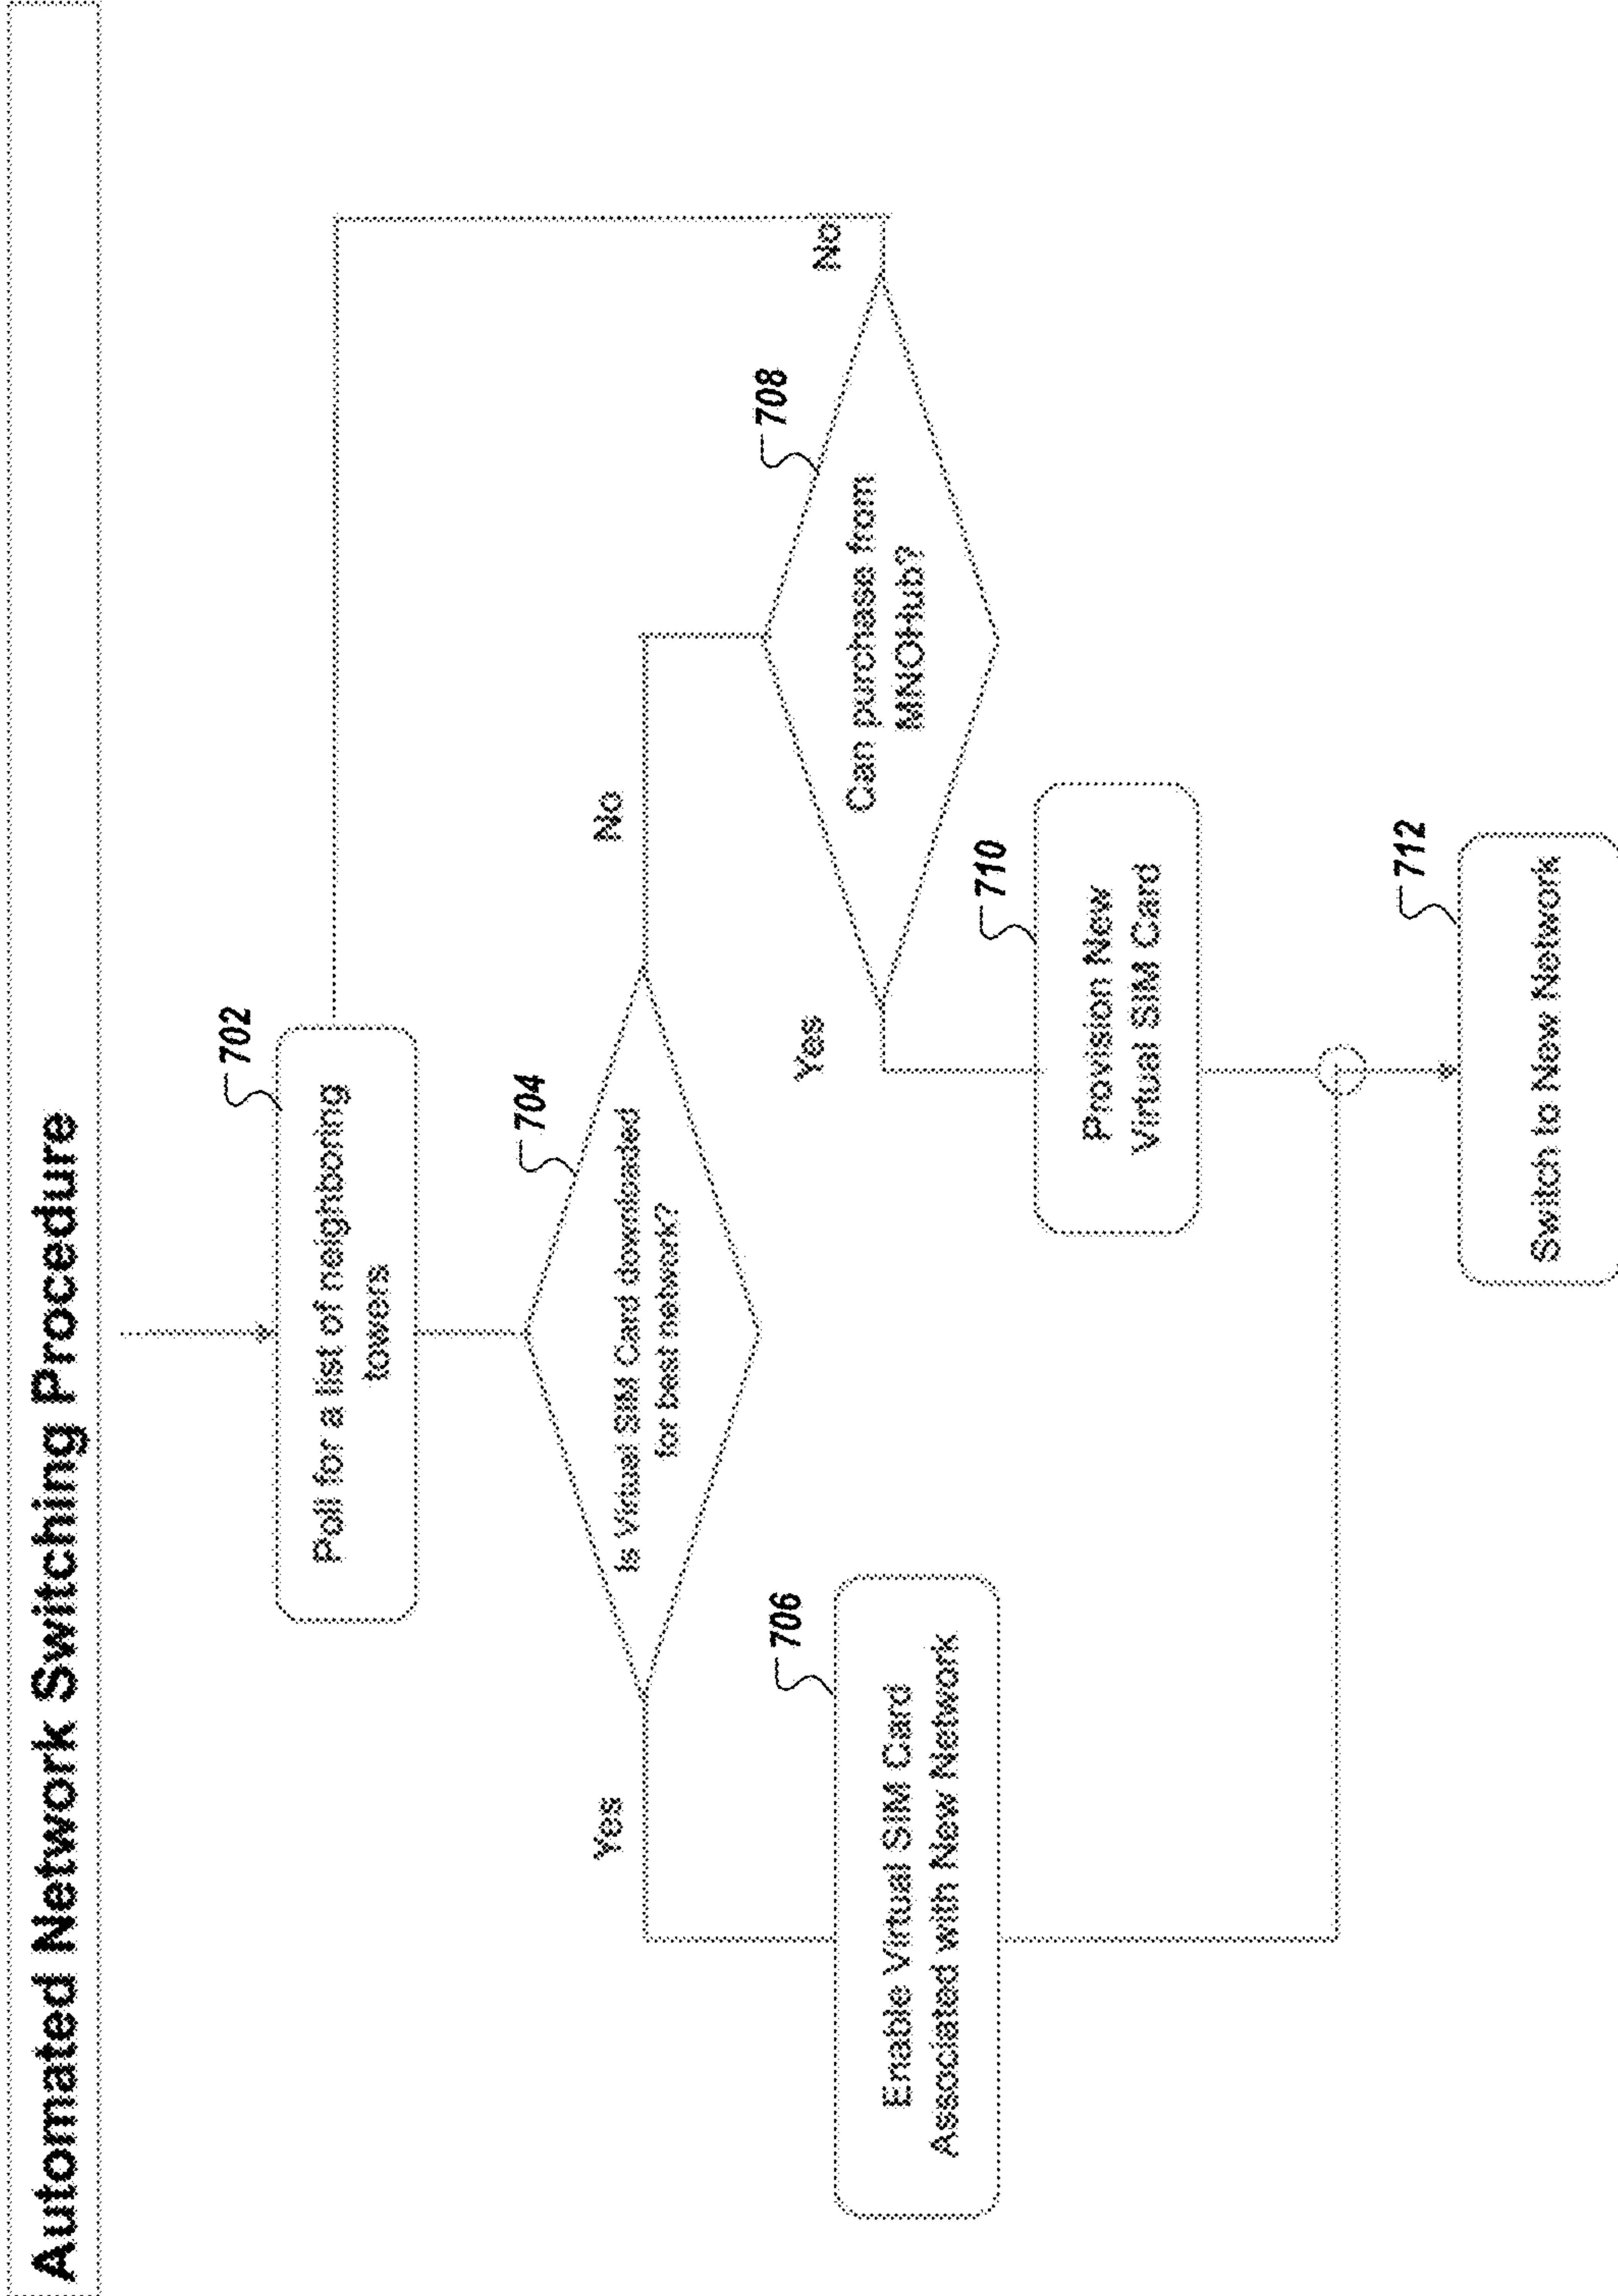 Automated Network Switching Procedure
702
Poll for a list of neighboring
towers
704
Is Virtual SIM Card downloaded
for best network?
Yes
No
706
Enable Virtual SIM Card
Associated with New Network
708
Can purchase from
MNOHub?
No
Yes
710
Provision New
Virtual SIM Card
712
Switch to New Network